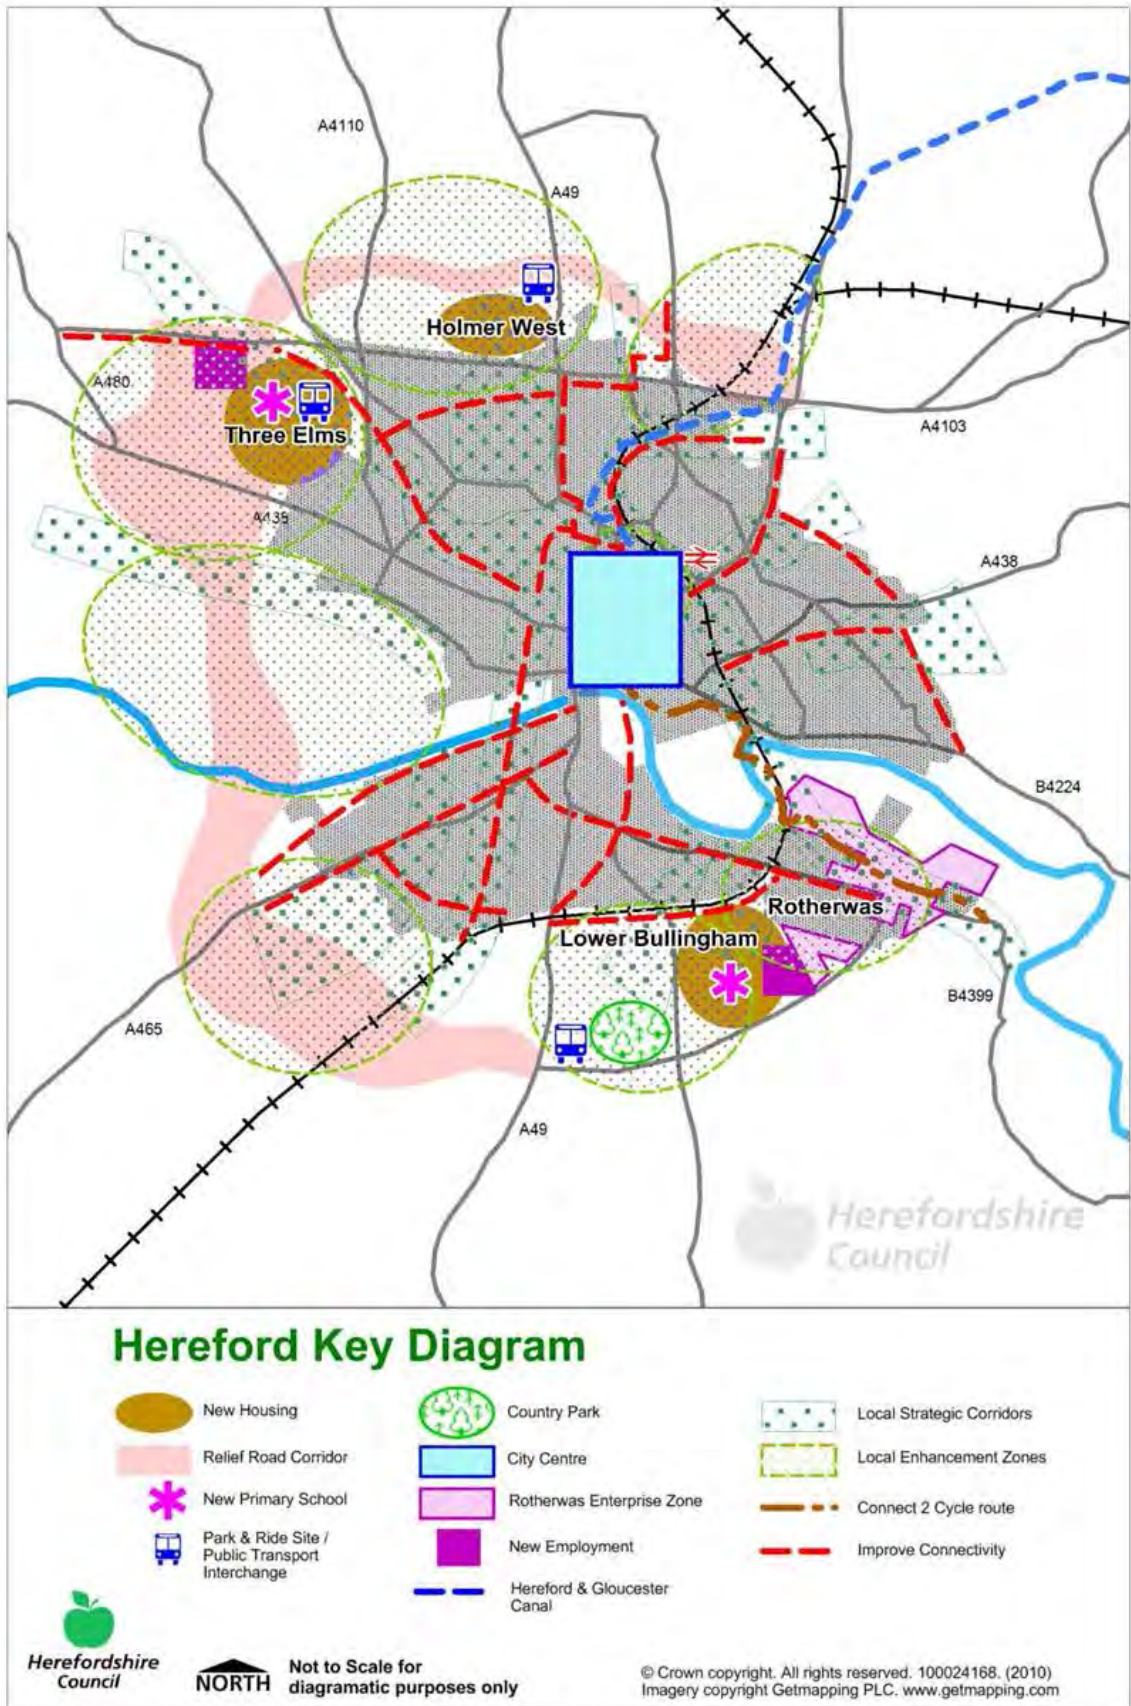 A4110
A49
Holmer West
A480
Three Elms
A4103
A438
A438
B4224
Rotherwas
Lower Bullingham
B4399
A465
A49
Herefordshire
Council
Hereford Key Diagram
New Housing
Relief Road Corridor
New Primary School
Park & Ride Site /
Public Transport
Interchange
Country Park
City Centre
Rotherwas Enterprise Zone
New Employment
Hereford & Gloucester
Canal
Local Strategic Corridors
Local Enhancement Zones
Connect 2 Cycle route
Improve Connectivity
Herefordshire
Council
NORTH
Not to Scale for
diagramatic purposes only
© Crown copyright. All rights reserved. 100024168. (2010)
Imagery copyright Getmapping PLC. www.getmapping.com